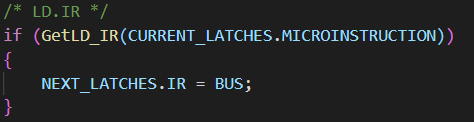 /* LD.IR */
if (GetLD_IR(CURRENT_LATCHES.MICROINSTRUCTION))
{
    NEXT_LATCHES.IR = BUS;
}